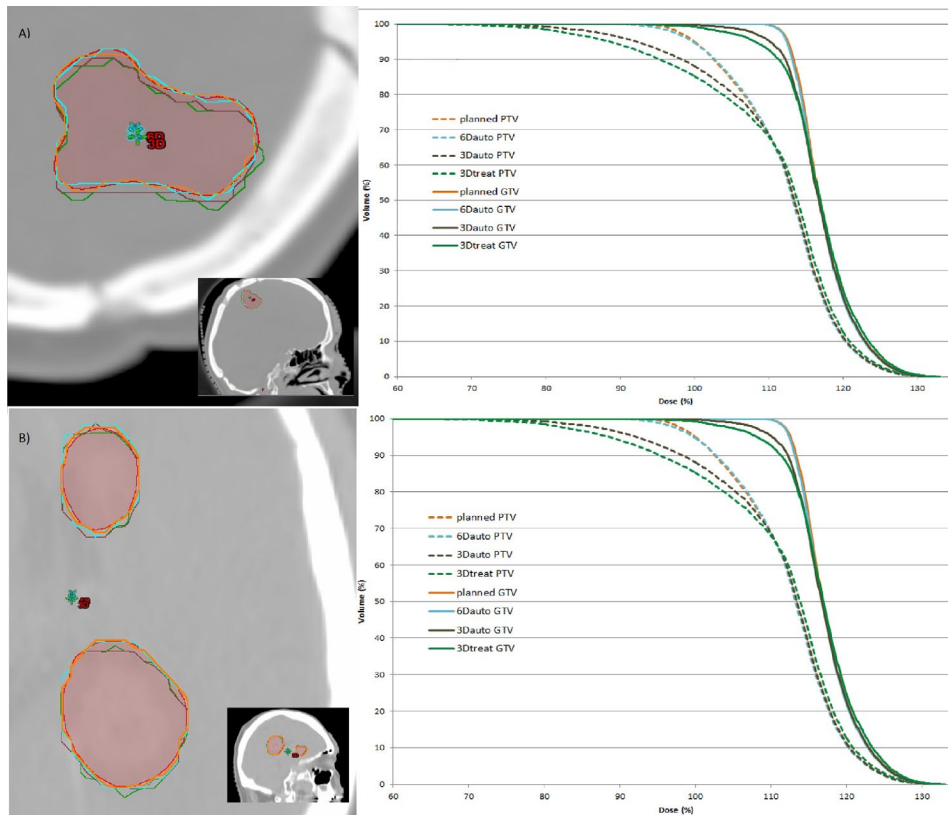 A)
100
90
80
70
60
50
40
30
20
10
0
Volume (%)
planned PTV
6Dauto PTV
3Dauto PTV
3Dtreat PTV
planned GTV
6Dauto GTV
3Dauto GTV
3Dtreat GTV
60 70 80 90 100 110 120 130
Dose (%)
B)
100
90
80
70
60
50
40
30
20
10
0
Volume (%)
planned PTV
6Dauto PTV
3Dauto PTV
3Dtreat PTV
planned GTV
6Dauto GTV
3Dauto GTV
3Dtreat GTV
60 70 80 90 100 110 120 130
Dose (%)